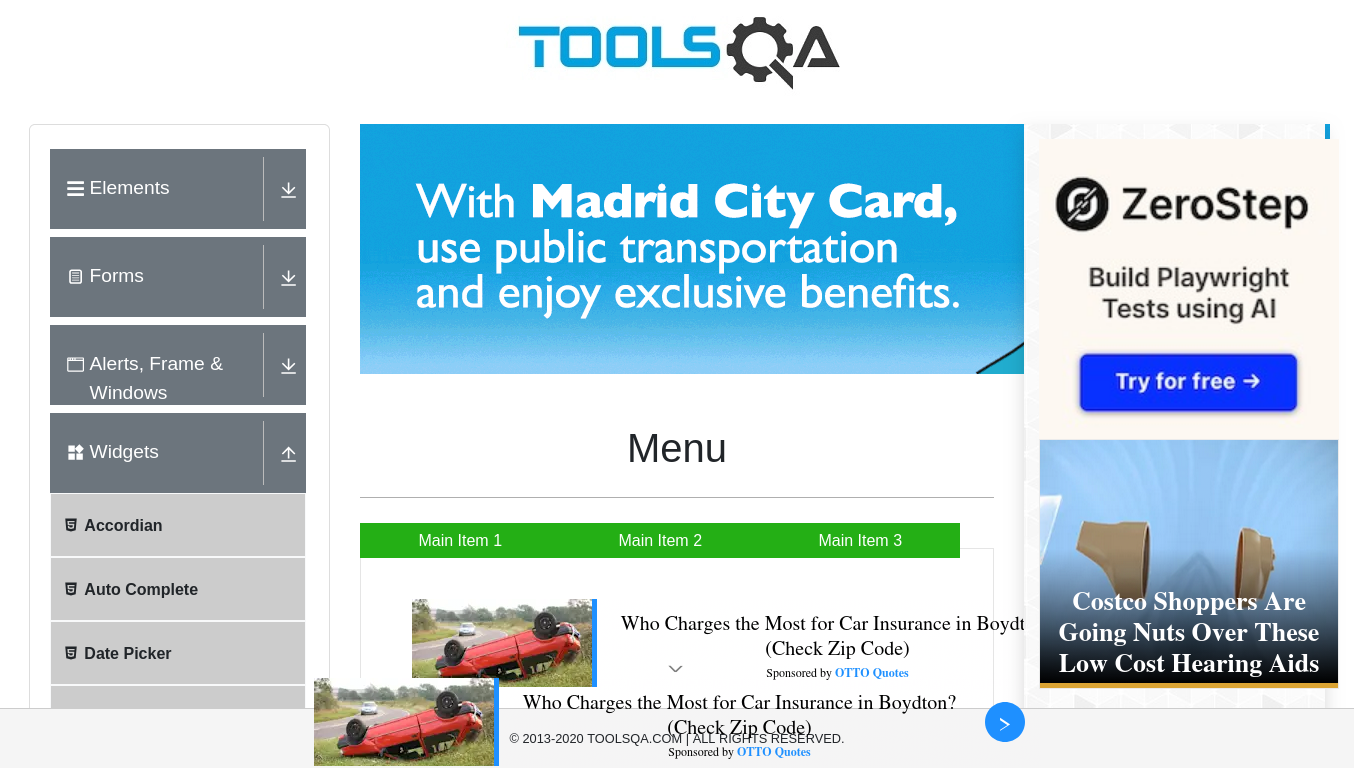 TOOLSQA
Elements
Forms
Alerts, Frame &
Windows
Widgets
Accordian
Auto Complete
Date Picker
With Madrid City Card,
use public transportation
and enjoy exclusive benefits.
Menu
Main Item 1
Main Item 2
Main Item 3
Who Charges the Most for Car Insurance in Boydt
(Check Zip Code)
Sponsored by OTTO Quotes
Who Charges the Most for Car Insurance in Boydton?
(Check Zip Code)
Sponsored by OTTO Quotes
© 2013-2020 TOOLSQA.COM | ALL RIGHTS RESERVED.
ZeroStep
Build Playwright
Tests using AI
Try for free →
Costco Shoppers Are
Going Nuts Over These
Low Cost Hearing Aids